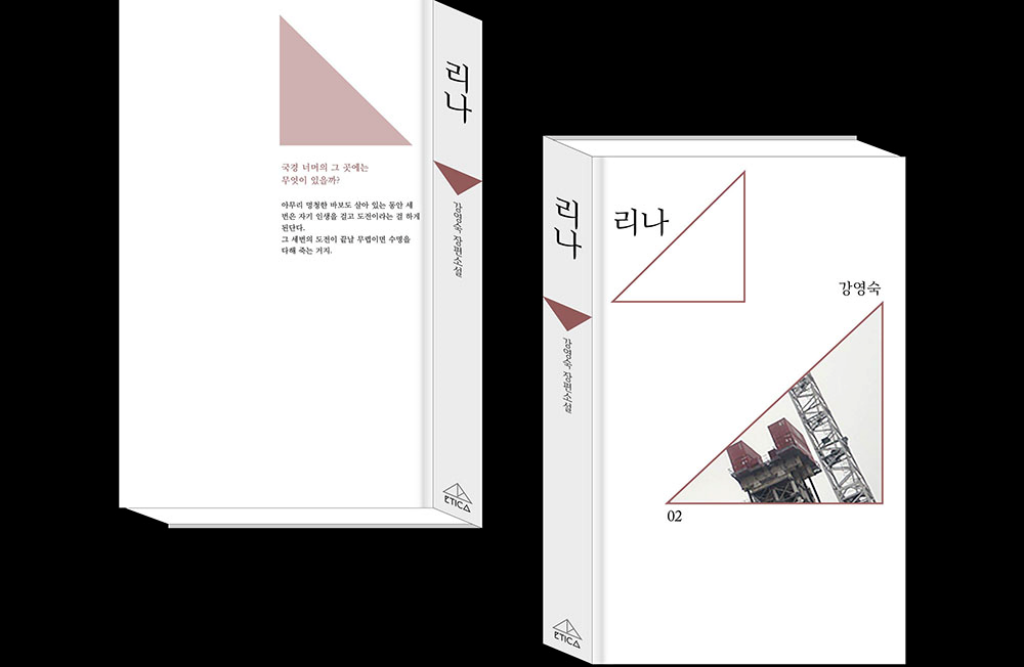 국경 너머의 그 곳에는
무엇이 있을까?
아무리 멍청한 바보도 살아 있는 동안 세
번은 자기 인생을 걸고 도전이라는 걸 하게
된단다.
그 세번의 도전이 끝날 무렵이면 수명을
다해 죽는 거지.
리나
강영숙 장편소설
ETICA
리나
강영숙 장편소설
ETICA
리나
강영숙
02